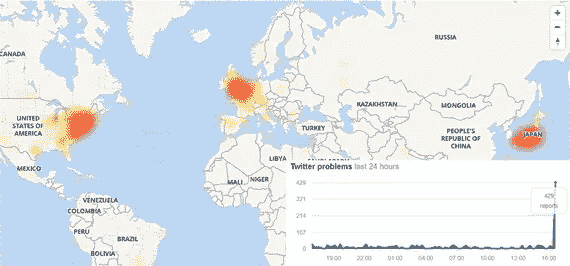 RUSSIA
CANADA
KAZAKHSTAN
MONGOLIA
UNITED
STATES OF
AMERICA
TURKEY
PEOPLE'S
REPUBLIC OF
CHINA
JAPAN
MEXICO
LIBYA
MALI
NIGER
VENEZUELA
COLOMBIA
PERU
BRAZIL
BOLIVIA
Twitter problems last 24 hours
429
321
214
107
0
429
reports
19:00
22:00
01:00
04:00
07:00
10:00
13:00
16:00